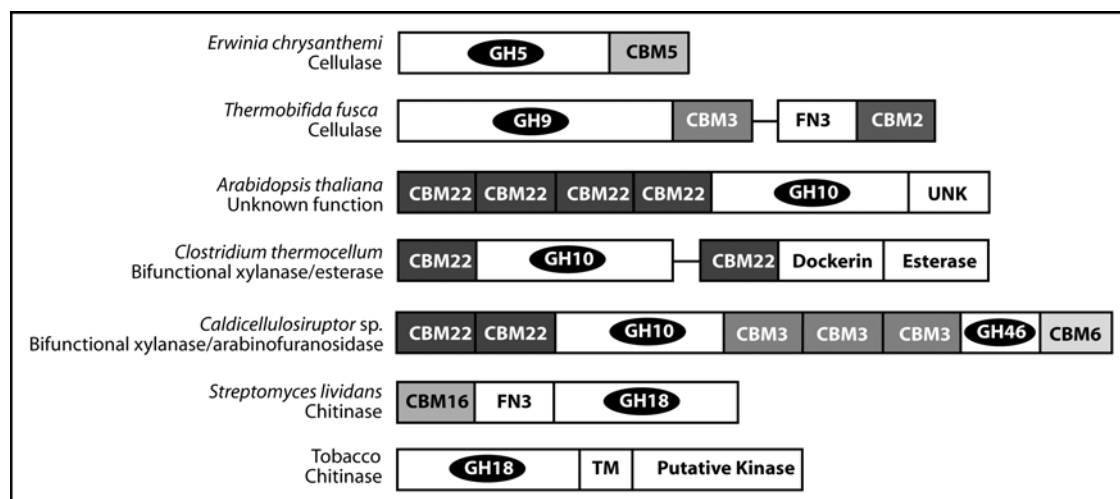 Erwinia chrysanthemi
Cellulase
GH5 CBM5
Thermobifida fusca
Cellulase
GH9 CBM3 FN3 CBM2
Arabidopsis thaliana
Unknown function
CBM22 CBM22 CBM22 CBM22 GH10 UNK
Clostridium thermocellum
Bifunctional xylanase/esterase
CBM22 GH10 CBM22 Dockerin Esterase
Caldicellulosiruptor sp.
Bifunctional xylanase/arabinofuranosidase
CBM22 CBM22 GH10 CBM3 CBM3 CBM3 GH46 CBM6
Streptomyces lividans
Chitinase
CBM16 FN3 GH18
Tobacco
Chitinase
GH18 TM Putative Kinase